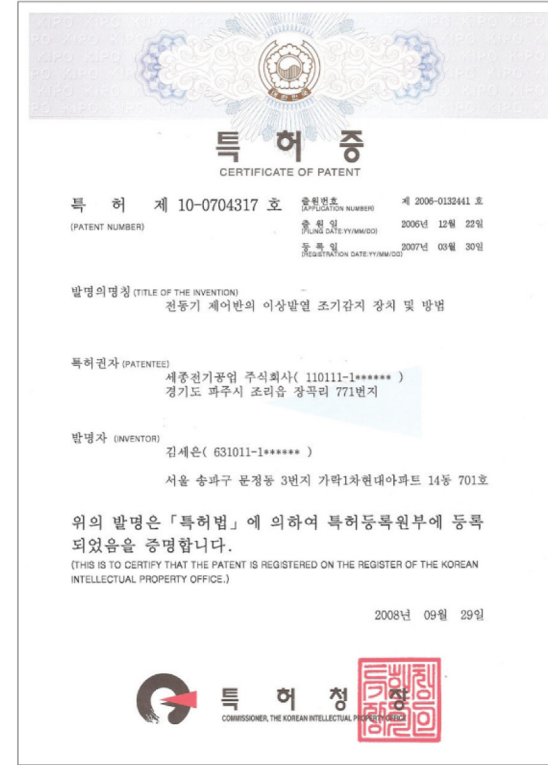 특허증
CERTIFICATE OF PATENT
특 허 제 10-0704317 호
(PATENT NUMBER)
출원번호 제 2006-0132441 호
(APPLICATION NUMBER)
출원일 2006년 12월 22일
(FILING DATE:YY/MM/DD)
등록일 2007년 03월 30일
(REGISTRATION DATE:YY/MM/DD)
발명의명칭 (TITLE OF THE INVENTION)
전동기 제어반의 이상발열 조기감지 장치 및 방법
특허권자 (PATENTEE)
세종전기공업 주식회사( 110111-1****** )
경기도 파주시 조리읍 장곡리 771번지
발명자 (INVENTOR)
김세은( 631011-1****** )
서울 송파구 문정동 3번지 가락1차현대아파트 14동 701호
위의 발명은「특허법」에 의하여 특허등록원부에 등록
되었음을 증명합니다.
(THIS IS TO CERTIFY THAT THE PATENT IS REGISTERED ON THE REGISTER OF THE KOREAN
INTELLECTUAL PROPERTY OFFICE.)
2008년 09월 29일
특 허 청 장
COMMISSIONER, THE KOREAN INTELLECTUAL PROPERTY OFFICE